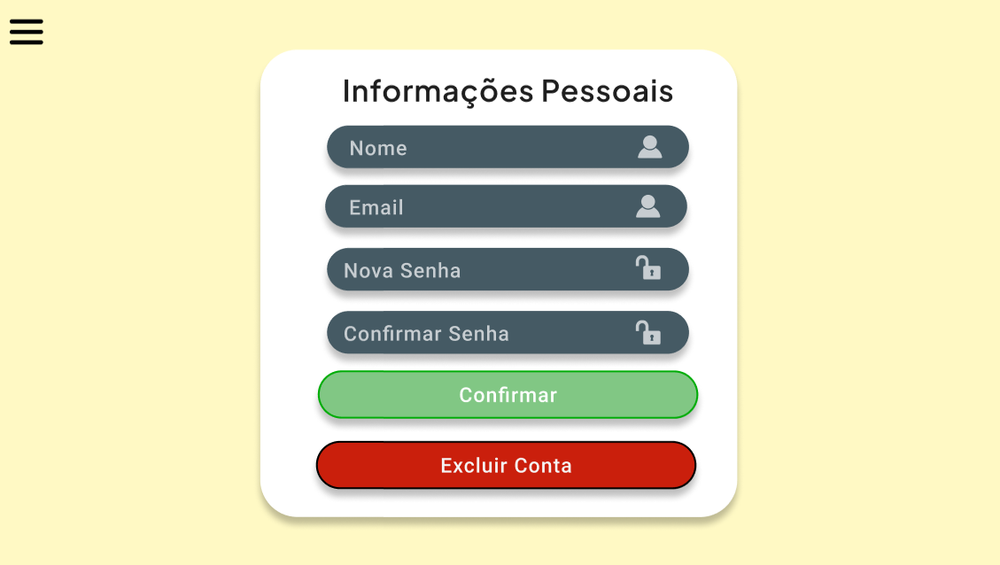 Informações Pessoais
Nome
Email
Nova Senha
Confirmar Senha
Confirmar
Excluir Conta